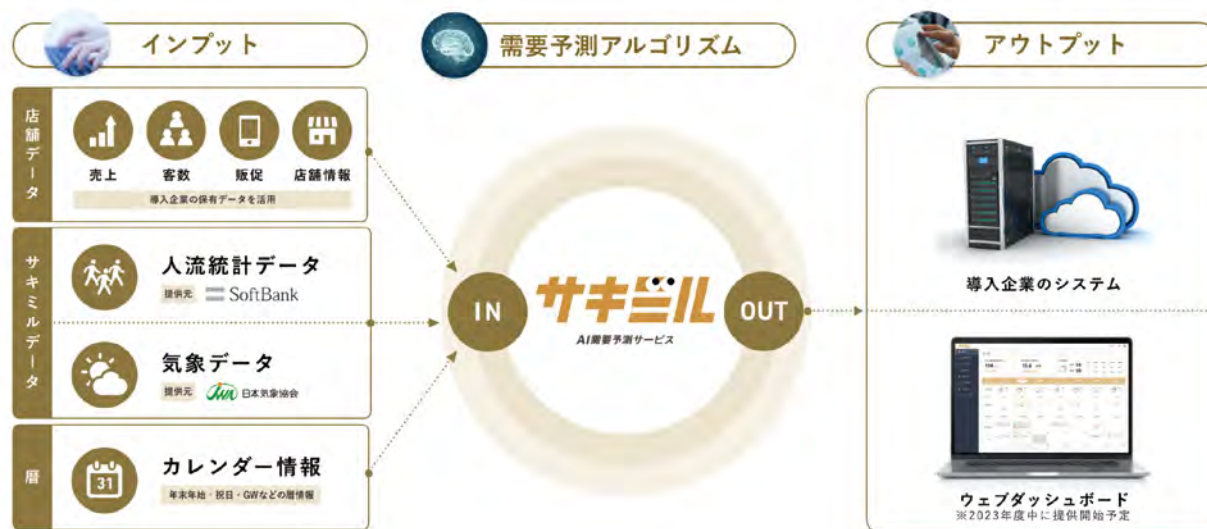 インプット
需要予測アルゴリズム
アウトプット
店舗データ
売上
客数
販促
店舗情報
導入企業の保有データを活用
サキミルデータ
人流統計データ
提供元 SoftBank
気象データ
提供元 JWA 日本気象協会
暦
31
カレンダー情報
年末年始・祝日・GWなどの暦情報
IN
サキミル
AI需要予測サービス
OUT
導入企業のシステム
ウェブダッシュボード
※2023年度中に提供開始予定